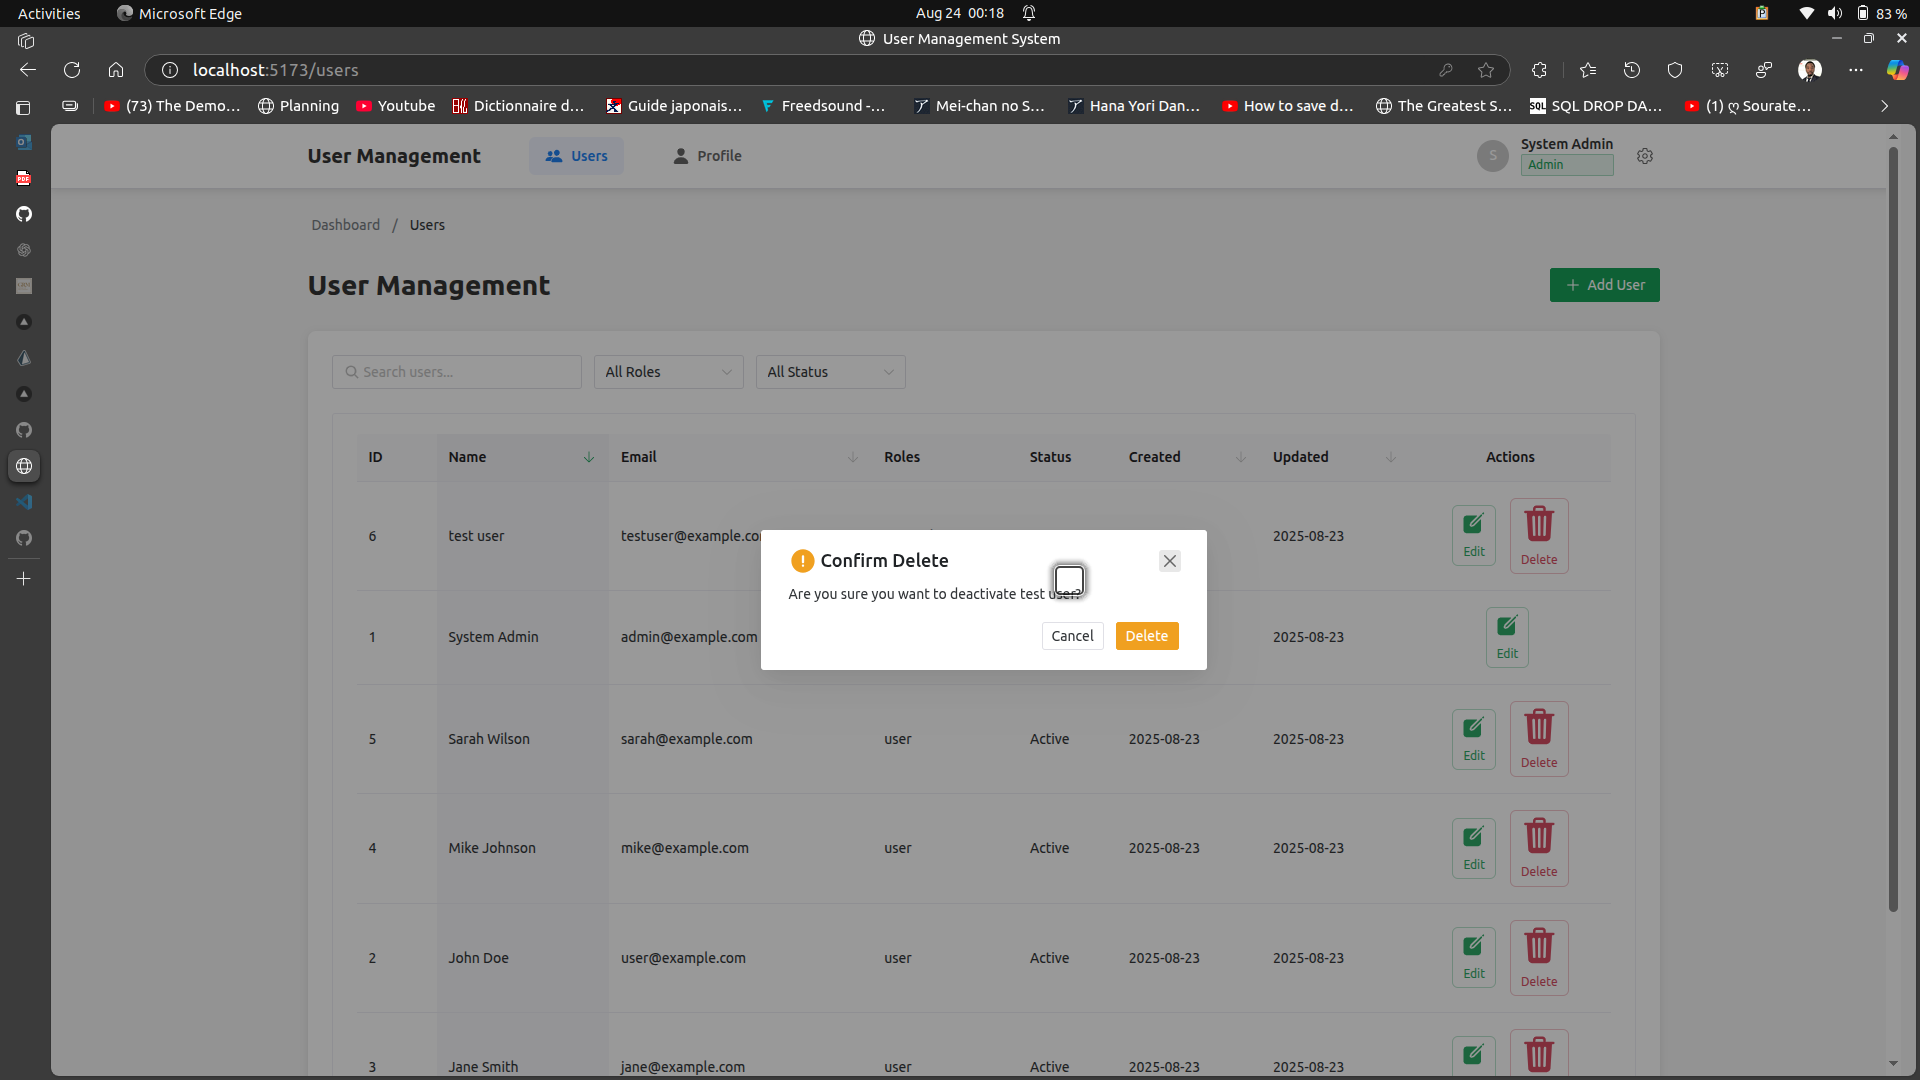 Activities
Microsoft Edge
Aug 24 00:18
83 %
User Management System
localhost:5173/users
(73) The Demo...
Planning
Youtube
Dictionnaire d...
Guide japonais...
Freedsound -...
Mei-chan no S...
Hana Yori Dan...
How to save d...
The Greatest S...
SQL DROP DA...
(1) ღ Sourate...
User Management
Users
Profile
S
System Admin
Admin
Dashboard / Users
User Management
Add User
Search users...
All Roles
All Status
ID Name Email Roles Status Created Updated Actions
6 test user 2025-08-23 Edit Delete
Confirm Delete
Are you sure you want to deactivate test user?
Cancel
Delete
1 System Admin admin@example.com 2025-08-23 Edit
5 Sarah Wilson sarah@example.com user Active 2025-08-23 2025-08-23 Edit Delete
4 Mike Johnson mike@example.com user Active 2025-08-23 2025-08-23 Edit Delete
2 John Doe user@example.com user Active 2025-08-23 2025-08-23 Edit Delete
3 Jane Smith jane@example.com user Active 2025-08-23 2025-08-23